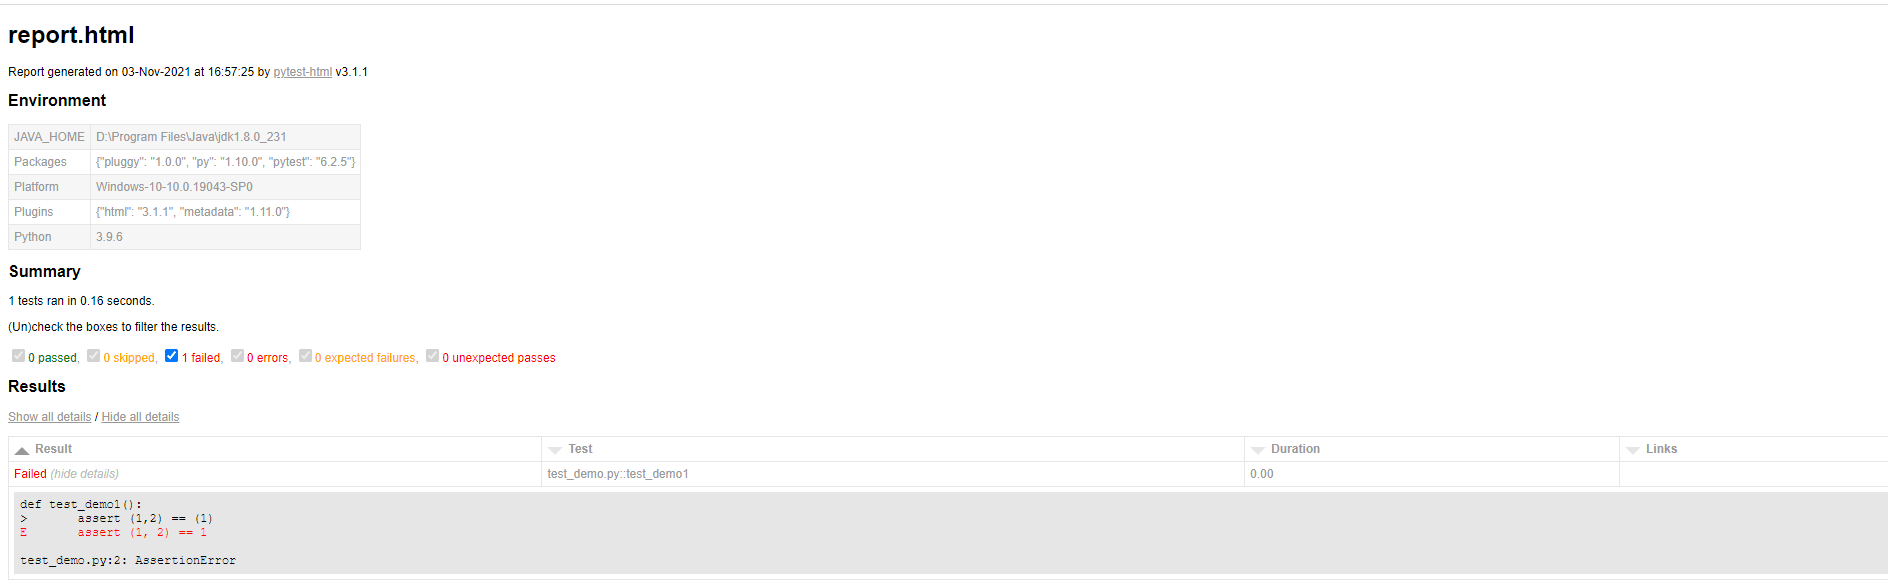 report.html
Report generated on 03-Nov-2021 at 16:57:25 by pytest-html v3.1.1
Environment
JAVA_HOME D:\Program Files\Java\jdk1.8.0_231
Packages {"pluggy": "1.0.0", "py": "1.10.0", "pytest": "6.2.5"}
Platform Windows-10-10.0.19043-SP0
Plugins {"html": "3.1.1", "metadata": "1.11.0"}
Python 3.9.6
Summary
1 tests ran in 0.16 seconds.
(Un)check the boxes to filter the results.
0 passed, 0 skipped, 1 failed, 0 errors, 0 expected failures, 0 unexpected passes
Results
Show all details / Hide all details
Result Test Duration Links
Failed (hide details) test_demo.py::test_demo1 0.00
def test_demo1():
> assert (1,2) == (1)
E assert (1, 2) == 1
test_demo.py:2: AssertionError